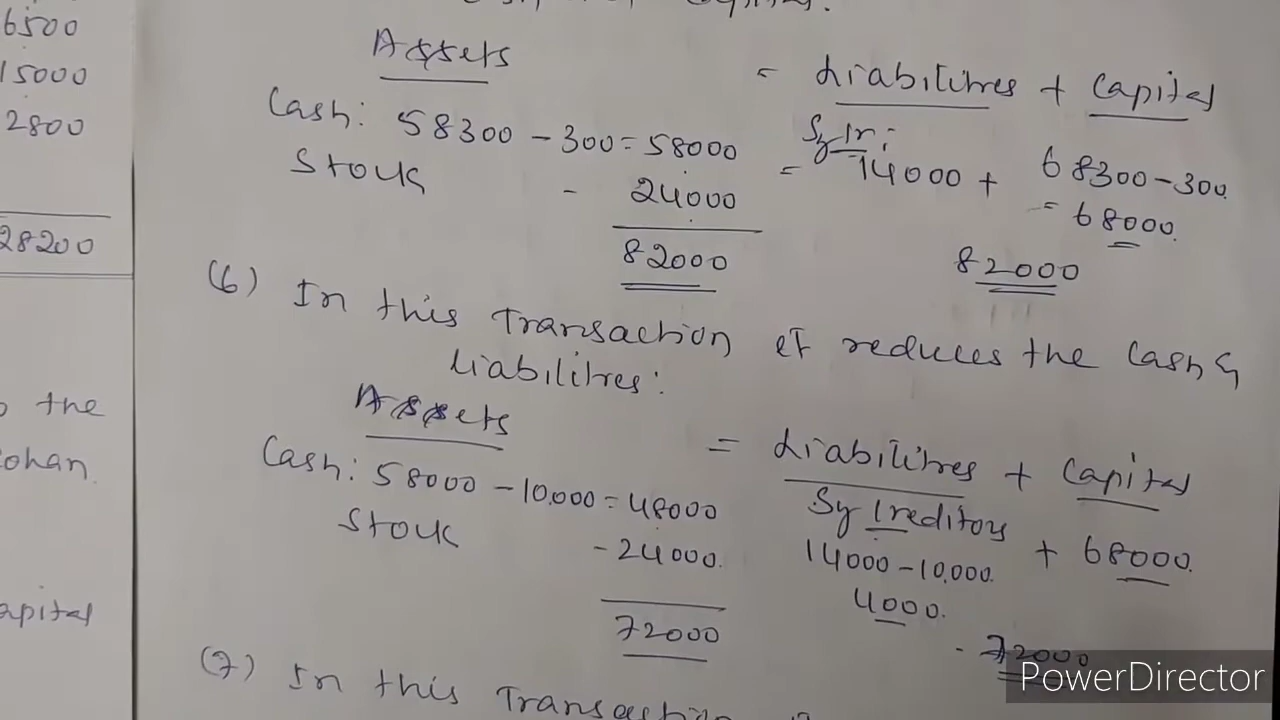 6500
15000
2800
28200
the
ohan
apital
Assets = Liabilities + Capital
Cash: 58300 - 300 = 58000 = Sy Cr: 14000 + 68300 - 300
Stock - 24000 = 68000.
82000 82000
(6) In this Transaction it reduces the Cash &
liabilities:
Assets = Liabilities + Capital
Cash: 58000 - 10,000 = 48000 Sy Creditors + 68000.
Stock - 24000. 14000 - 10,000.
4000.
72000 - 72000
(7) In this Transaction
PowerDirector